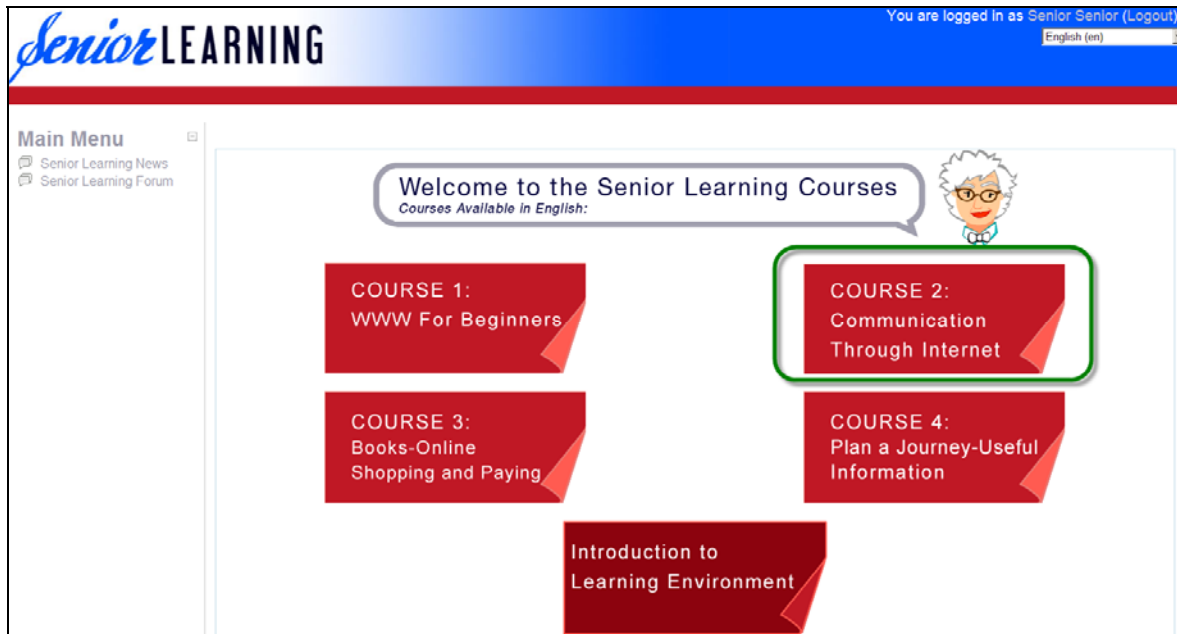 Senior LEARNING
You are logged in as Senior Senior (Logout)
English (en)
Main Menu
Senior Learning News
Senior Learning Forum
Welcome to the Senior Learning Courses
Courses Available in English:
COURSE 1:
WWW For Beginners
COURSE 2:
Communication
Through Internet
COURSE 3:
Books-Online
Shopping and Paying
COURSE 4:
Plan a Journey-Useful
Information
Introduction to
Learning Environment